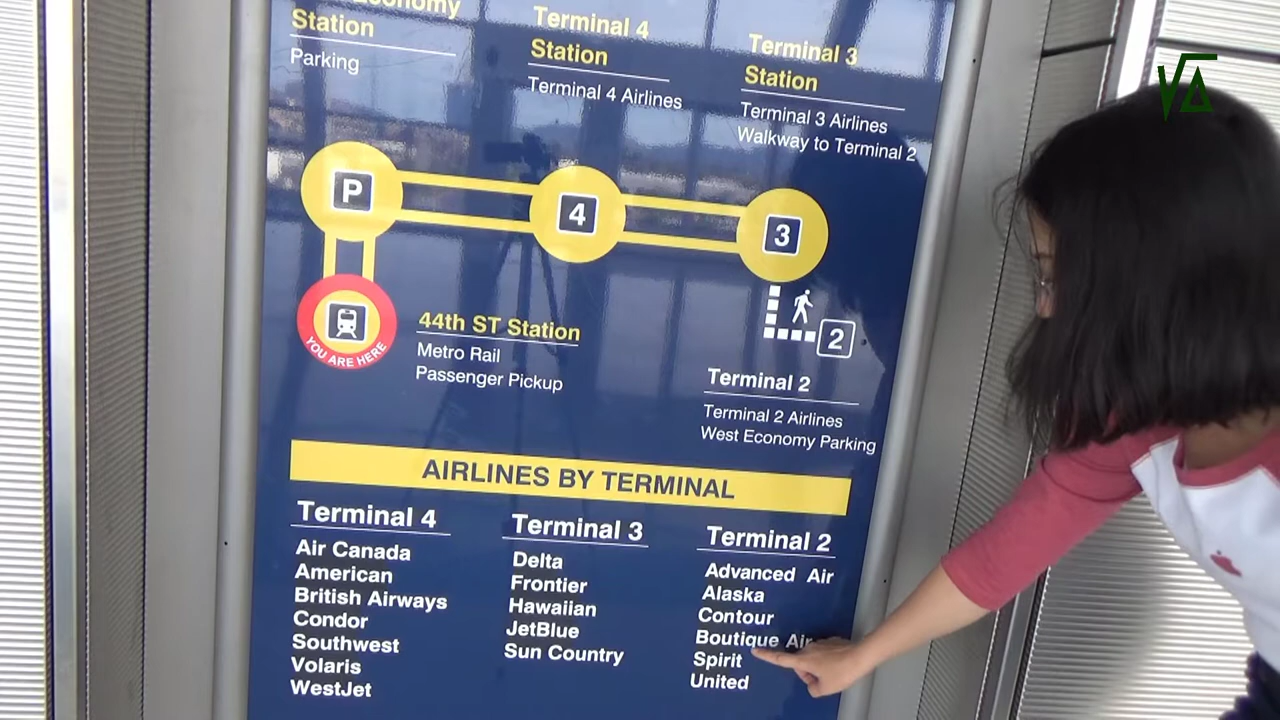 Economy
Station
Parking
Terminal 4
Station
Terminal 4 Airlines
Terminal 3
Station
Terminal 3 Airlines
Walkway to Terminal 2
P
4
3
2
YOU ARE HERE
44th ST Station
Metro Rail
Passenger Pickup
Terminal 2
Terminal 2 Airlines
West Economy Parking
AIRLINES BY TERMINAL
Terminal 4
Air Canada
American
British Airways
Condor
Southwest
Volaris
WestJet
Terminal 3
Delta
Frontier
Hawaiian
JetBlue
Sun Country
Terminal 2
Advanced Air
Alaska
Contour
Boutique Air
Spirit
United